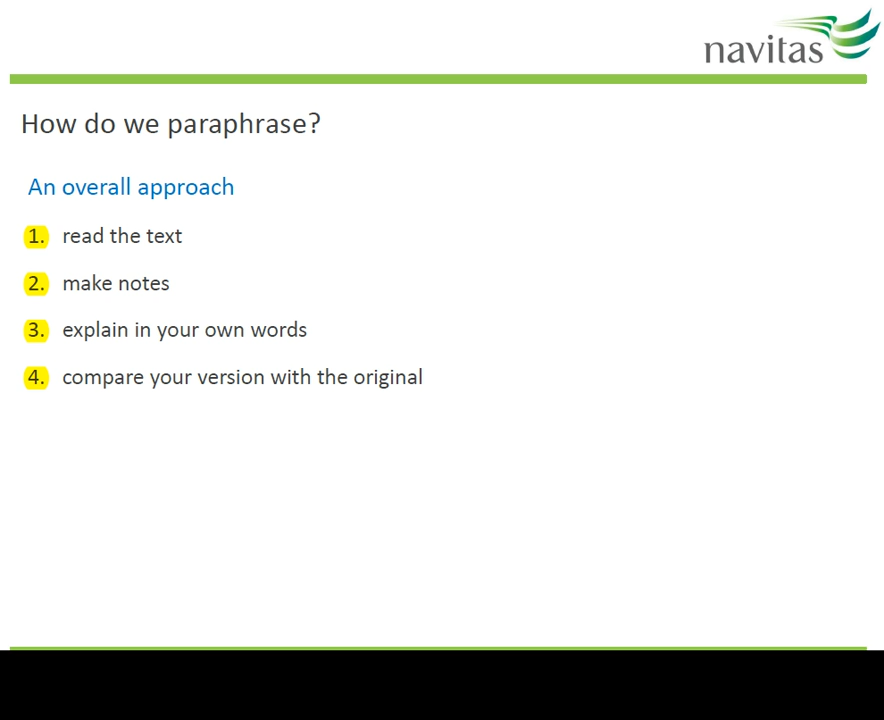 navitas
How do we paraphrase?
An overall approach
1. read the text
2. make notes
3. explain in your own words
4. compare your version with the original